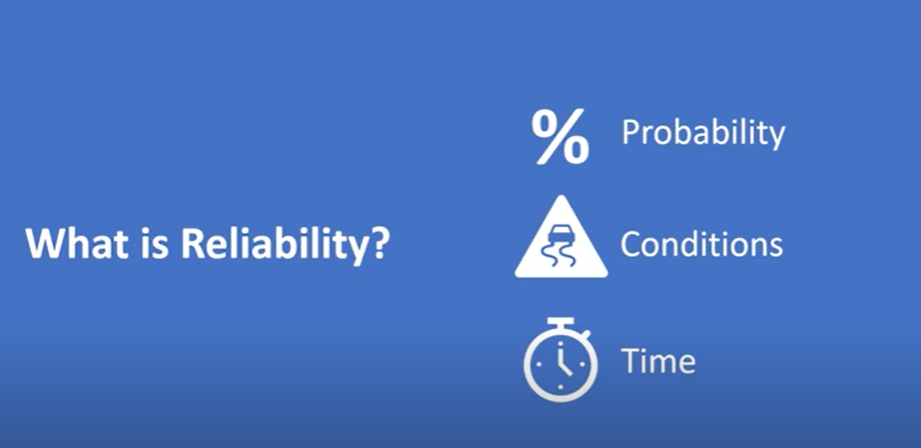 What is Reliability?
% Probability
Conditions
Time